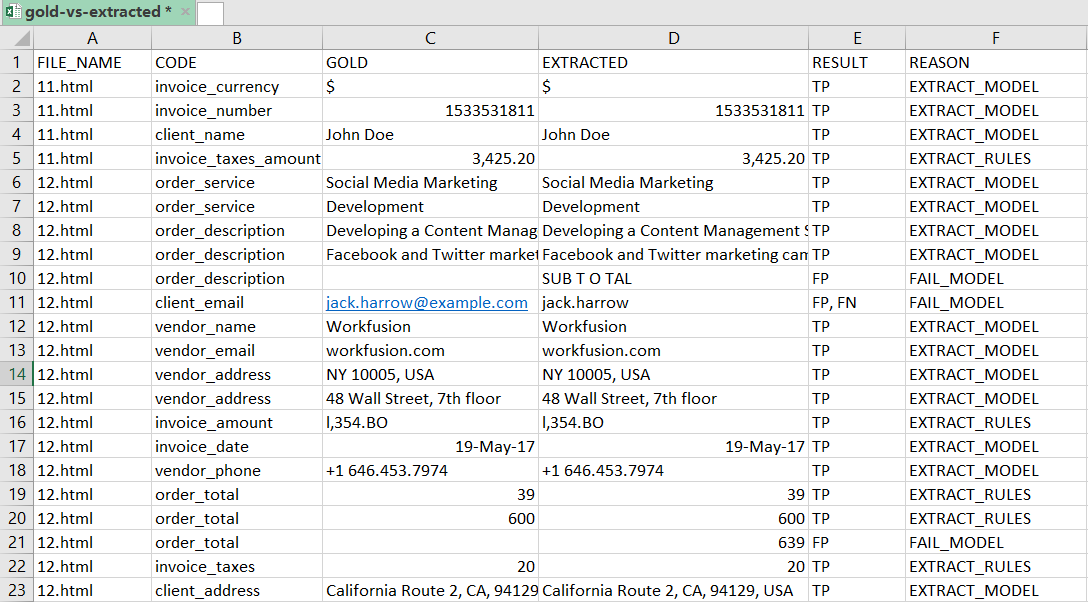 gold-vs-extracted *
A B C D E F
1 FILE_NAME CODE GOLD EXTRACTED RESULT REASON
2 11.html invoice_currency $ $ TP EXTRACT_MODEL
3 11.html invoice_number 1533531811 1533531811 TP EXTRACT_MODEL
4 11.html client_name John Doe John Doe TP EXTRACT_MODEL
5 11.html invoice_taxes_amount 3,425.20 3,425.20 TP EXTRACT_RULES
6 12.html order_service Social Media Marketing Social Media Marketing TP EXTRACT_MODEL
7 12.html order_service Development Development TP EXTRACT_MODEL
8 12.html order_description Developing a Content Manag Developing a Content Management S TP EXTRACT_MODEL
9 12.html order_description Facebook and Twitter market Facebook and Twitter marketing cam TP EXTRACT_MODEL
10 12.html order_description SUB T O TAL FP FAIL_MODEL
11 12.html client_email jack.harrow@example.com jack.harrow FP, FN FAIL_MODEL
12 12.html vendor_name Workfusion Workfusion TP EXTRACT_MODEL
13 12.html vendor_email workfusion.com workfusion.com TP EXTRACT_MODEL
14 12.html vendor_address NY 10005, USA NY 10005, USA TP EXTRACT_MODEL
15 12.html vendor_address 48 Wall Street, 7th floor 48 Wall Street, 7th floor TP EXTRACT_MODEL
16 12.html invoice_amount l,354.BO l,354.BO TP EXTRACT_RULES
17 12.html invoice_date 19-May-17 19-May-17 TP EXTRACT_MODEL
18 12.html vendor_phone +1 646.453.7974 +1 646.453.7974 TP EXTRACT_MODEL
19 12.html order_total 39 39 TP EXTRACT_RULES
20 12.html order_total 600 600 TP EXTRACT_RULES
21 12.html order_total 639 FP FAIL_MODEL
22 12.html invoice_taxes 20 20 TP EXTRACT_RULES
23 12.html client_address California Route 2, CA, 94129 California Route 2, CA, 94129, USA TP EXTRACT_MODEL